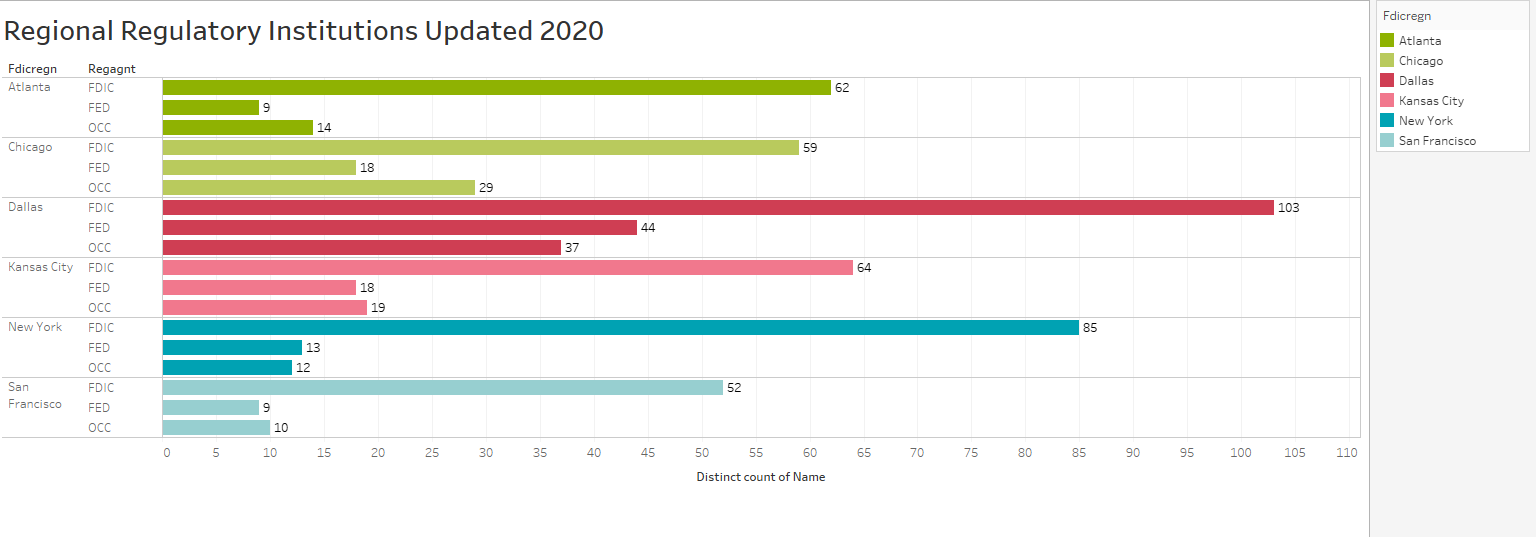 Regional Regulatory Institutions Updated 2020
Fdicregn Regagnt
Atlanta FDIC 62
FED 9
OCC 14
Chicago FDIC 59
FED 18
OCC 29
Dallas FDIC 103
FED 44
OCC 37
Kansas City FDIC 64
FED 18
OCC 19
New York FDIC 85
FED 13
OCC 12
San Francisco FDIC 52
FED 9
OCC 10
0 5 10 15 20 25 30 35 40 45 50 55 60 65 70 75 80 85 90 95 100 105 110
Distinct count of Name
Fdicregn
Atlanta
Chicago
Dallas
Kansas City
New York
San Francisco